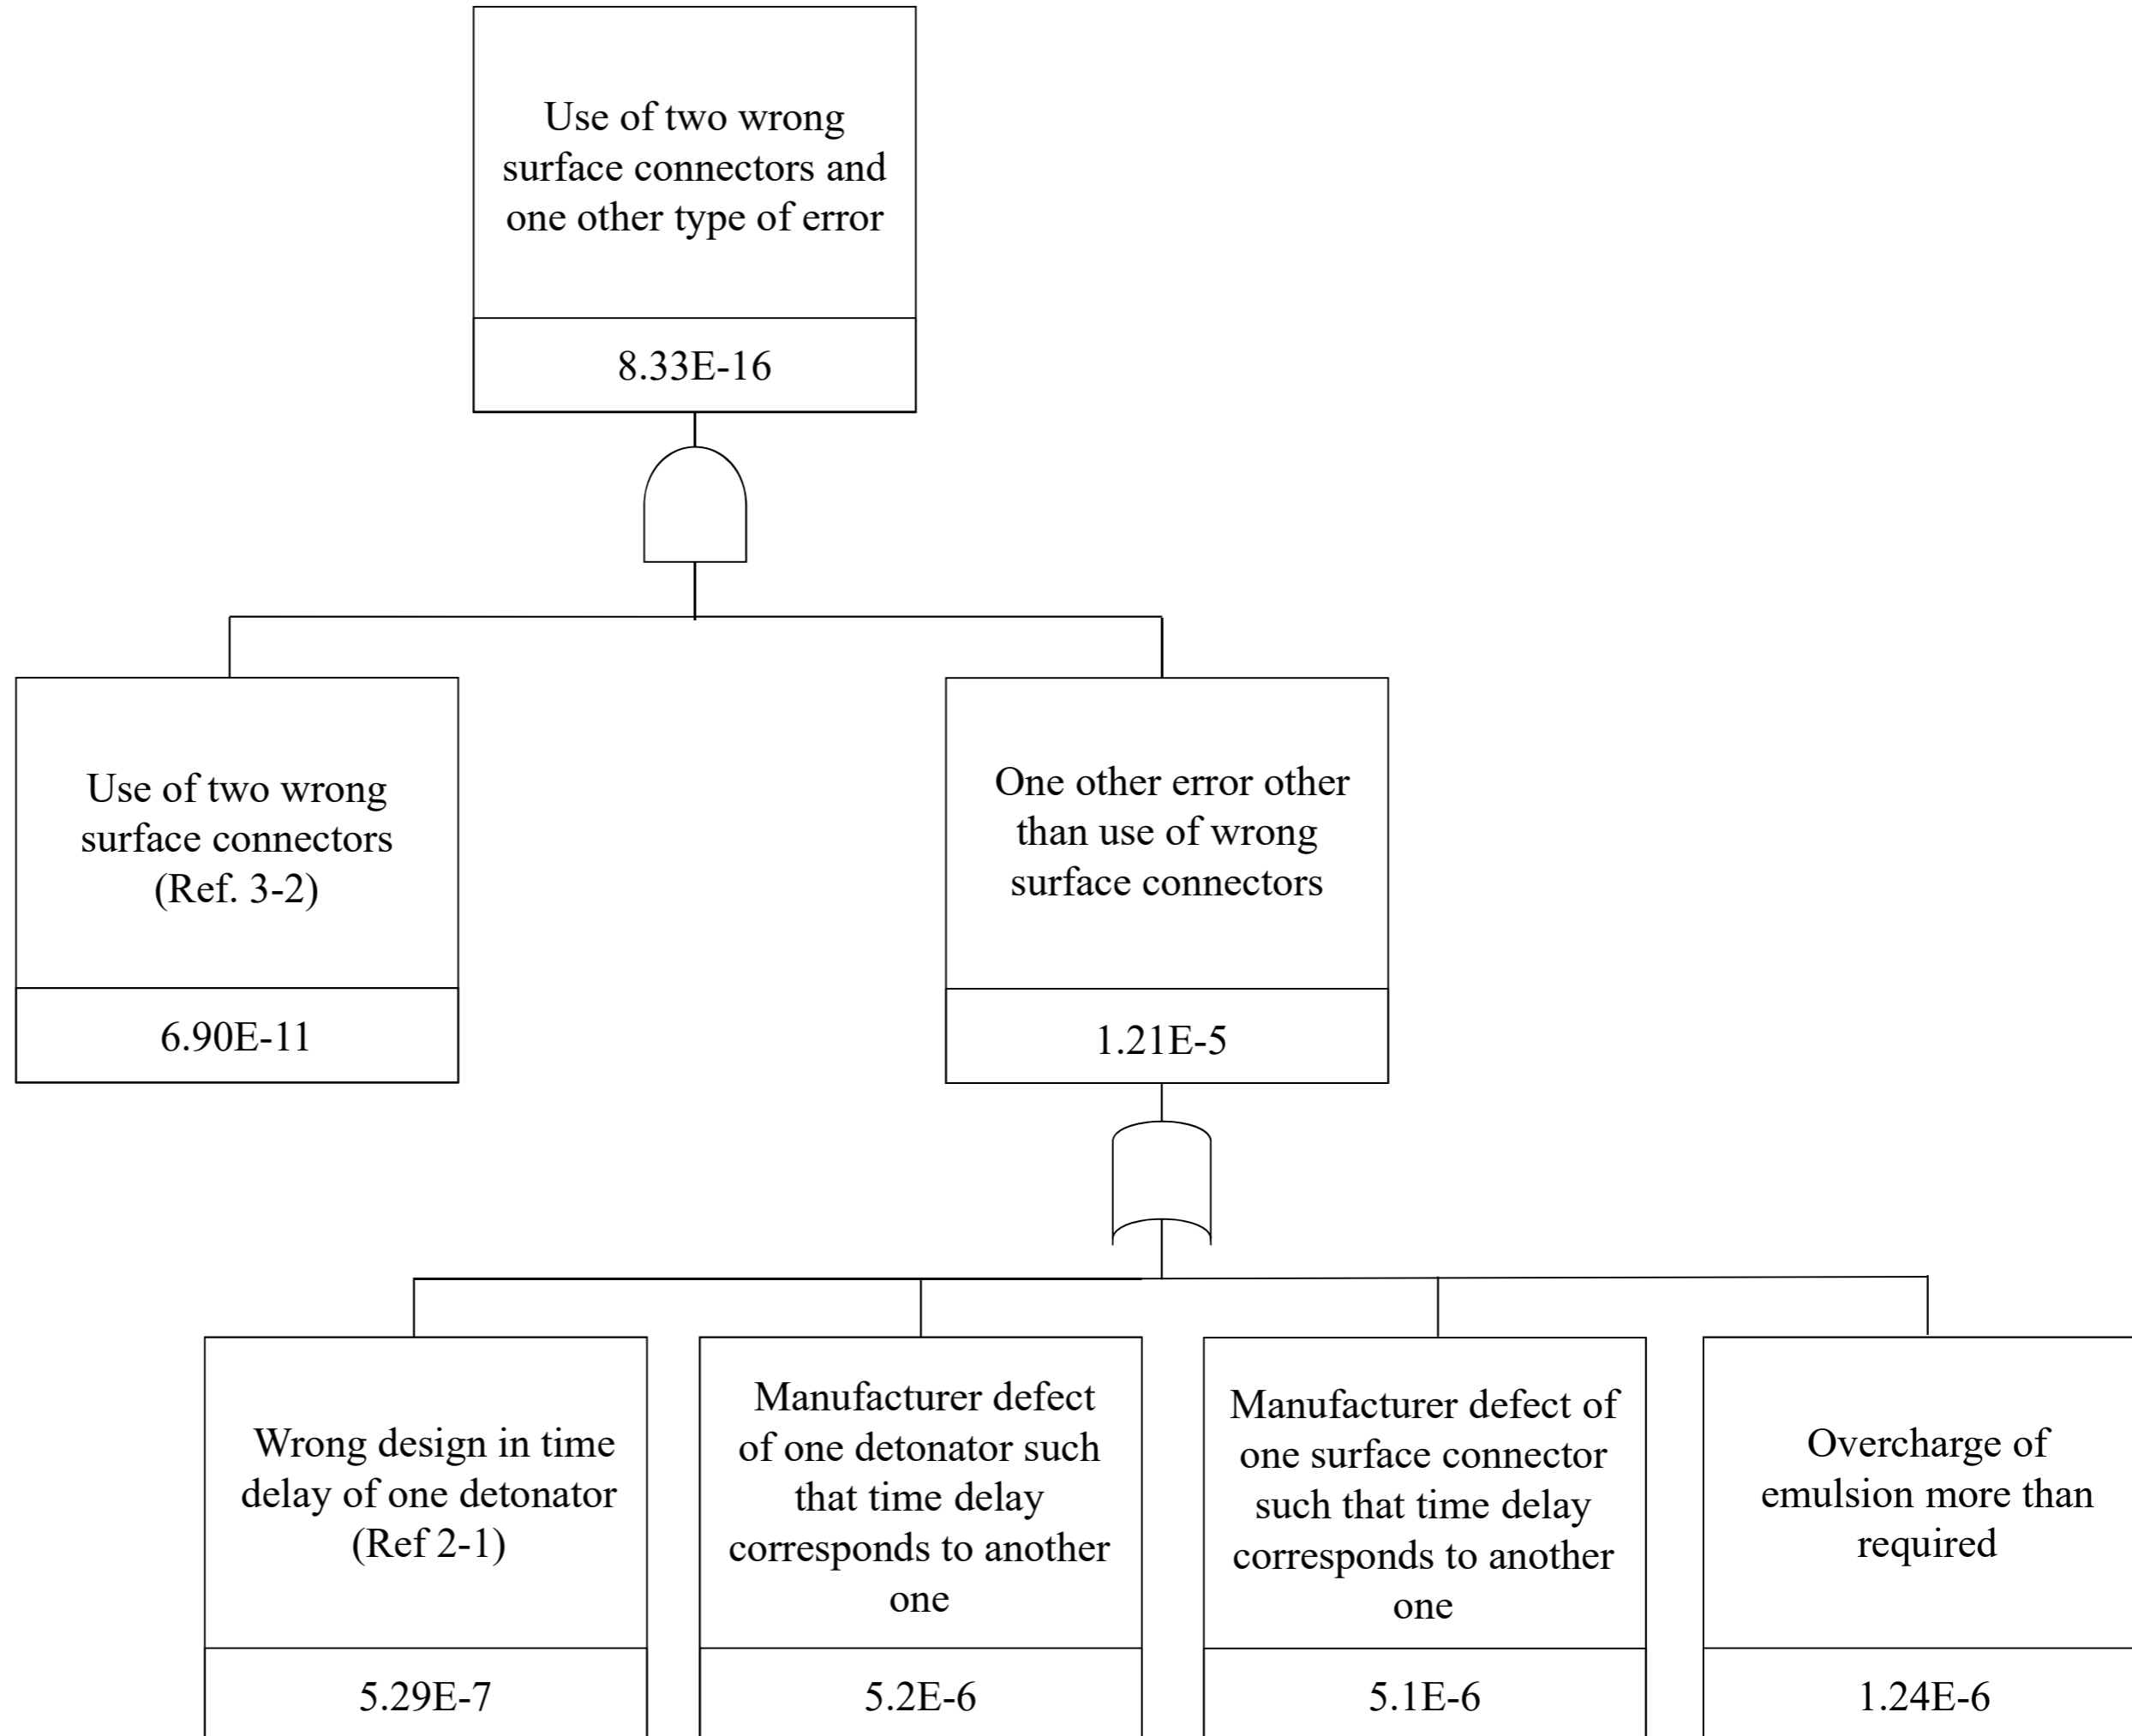 Use of two wrong
surface connectors and
one other type of error
8.33E-16
Use of two wrong
surface connectors
(Ref. 3-2)
6.90E-11
One other error other
than use of wrong
surface connectors
1.21E-5
Wrong design in time
delay of one detonator
(Ref 2-1)
5.29E-7
Manufacturer defect
of one detonator such
that time delay
corresponds to another
one
5.2E-6
Manufacturer defect of
one surface connector
such that time delay
corresponds to another
one
5.1E-6
Overcharge of
emulsion more than
required
1.24E-6